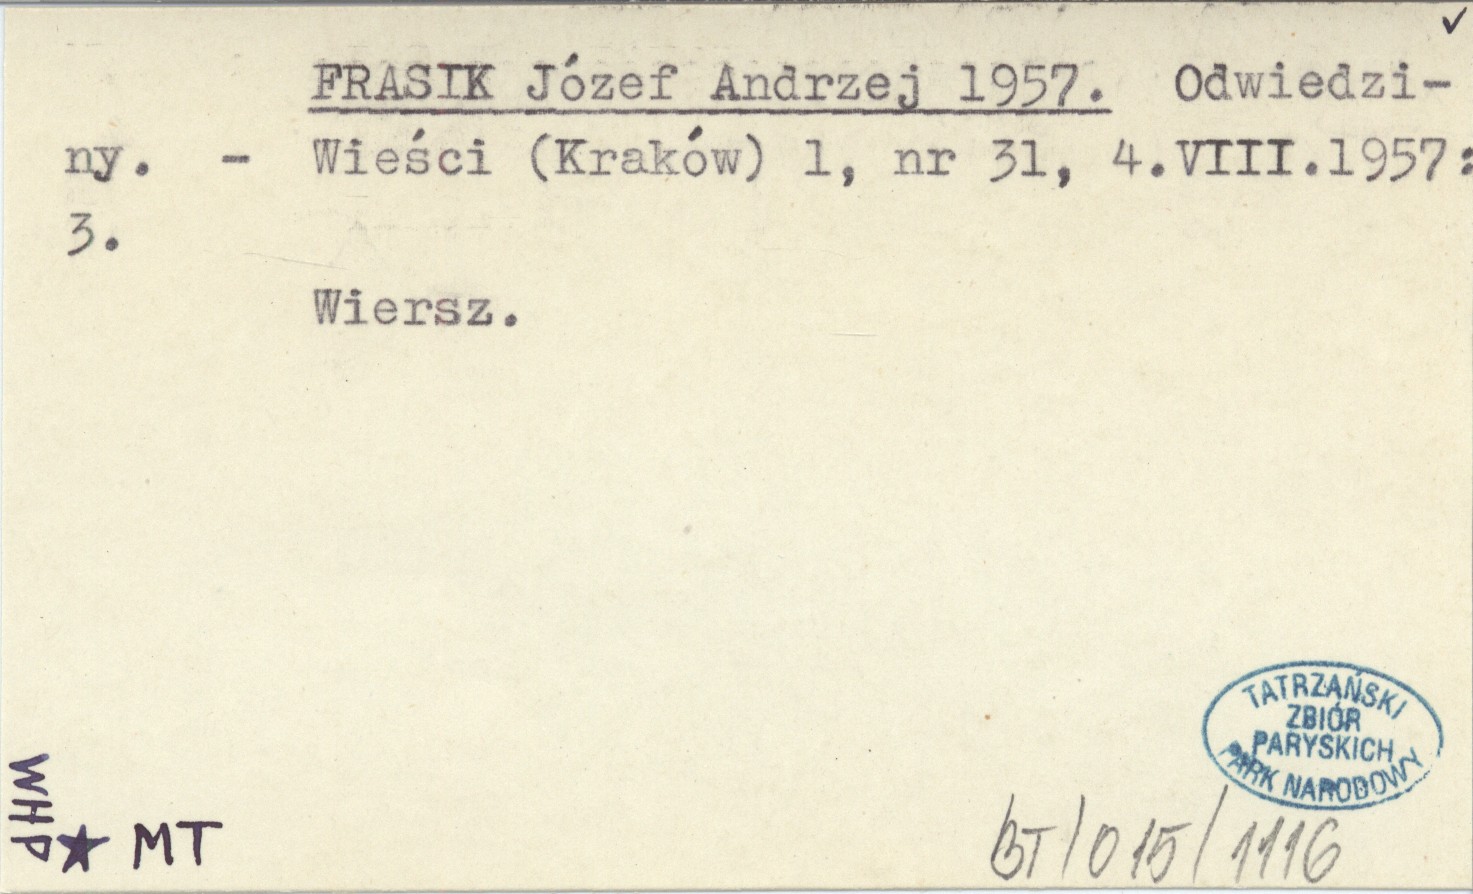 ✓
FRASIK Józef Andrzej 1957. Odwiedzi-
ny. - Wieści (Kraków) 1, nr 31, 4.VIII.1957:
3.
Wiersz.
TATRZAŃSKI
ZBIÓR
PARYSKICH
PARK NARODOWY
WHP
★ MT
BT/015/1116